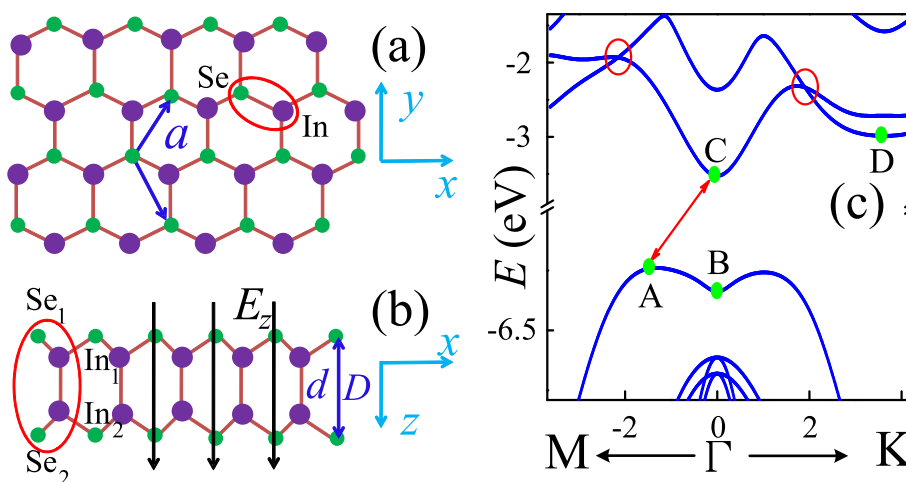 (a)
Se
In
a
y
x
(b)
Se1
In1
In2
Se2
Ez
d
D
x
z
(c)
E (eV)
-2
-3
-6.5
C
D
A
B
-2
0
2
M
Γ
K